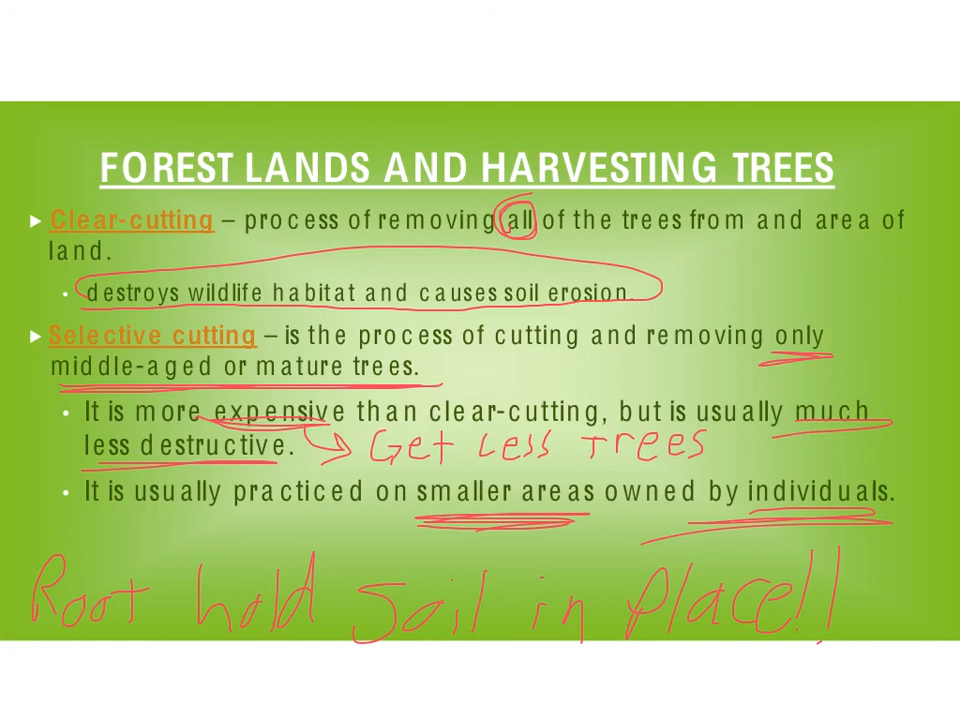 FOREST LANDS AND HARVESTING TREES
Clear-cutting – process of removing all of the trees from and area of
land.
destroys wildlife habitat and causes soil erosion.
Selective cutting – is the process of cutting and removing only
middle-aged or mature trees.
It is more expensive than clear-cutting, but is usually much
less destructive. Get Less Trees
It is usually practiced on smaller areas owned by individuals.
Root hold Soil in Place!!